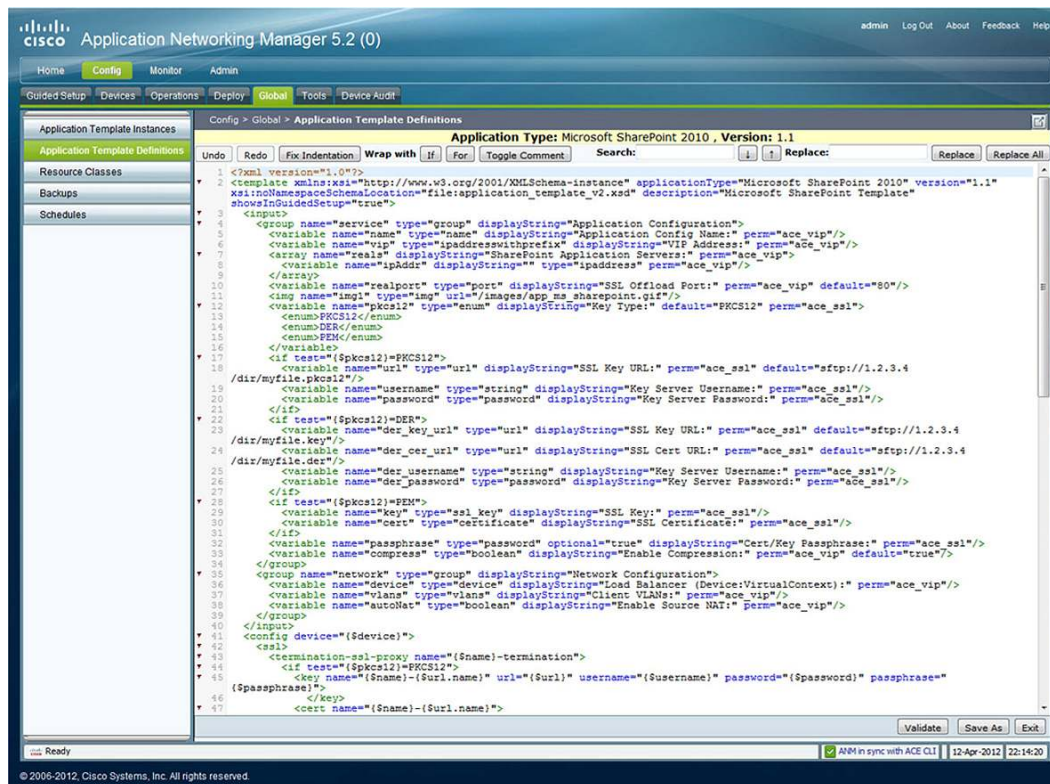 cisco Application Networking Manager 5.2 (0)
admin Log Out About Feedback Help
Home Config Monitor Admin
Guided Setup Devices Operations Deploy Global Tools Device Audit
Application Template Instances
Application Template Definitions
Resource Classes
Backups
Schedules
Config > Global > Application Template Definitions
Application Type: Microsoft SharePoint 2010 , Version: 1.1
Undo Redo Fix Indentation Wrap with If For Toggle Comment Search: ↓ ↑ Replace: Replace Replace All
1 <?xml version="1.0"?>
2 <template xmlns:xsi="http://www.w3.org/2001/XMLSchema-instance" applicationType="Microsoft SharePoint 2010" version="1.1"
xsi:noNamespaceSchemaLocation="file:application_template_v2.xsd" description="Microsoft SharePoint Template"
showsInGuidedSetup="true">
3 <input>
4 <group name="service" type="group" displayString="Application Configuration">
5 <variable name="name" type="name" displayString="Application Config Name:" perm="ace_vip"/>
6 <variable name="vip" type="ipaddresswithprefix" displayString="VIP Address:" perm="ace_vip"/>
7 <array name="reals" displayString="SharePoint Application Servers:" perm="ace_vip">
8 <variable name="ipAddr" displayString="" type="ipaddress" perm="ace_vip"/>
9 </array>
10 <variable name="realport" type="port" displayString="SSL Offload Port:" perm="ace_vip" default="80"/>
11 <img name="img1" type="img" url="/images/app_ms_sharepoint.gif"/>
12 <variable name="pkcs12" type="enum" displayString="Key Type:" default="PKCS12" perm="ace_ssl">
13 <enum>PKCS12</enum>
14 <enum>DER</enum>
15 <enum>PEM</enum>
16 </variable>
17 <if test="{$pkcs12}=PKCS12">
18 <variable name="url" type="url" displayString="SSL Key URL:" perm="ace_ssl" default="sftp://1.2.3.4
/dir/myfile.pkcs12"/>
19 <variable name="username" type="string" displayString="Key Server Username:" perm="ace_ssl"/>
20 <variable name="password" type="password" displayString="Key Server Password:" perm="ace_ssl"/>
21 </if>
22 <if test="{$pkcs12}=DER">
23 <variable name="der_key_url" type="url" displayString="SSL Key URL:" perm="ace_ssl" default="sftp://1.2.3.4
/dir/myfile.key"/>
24 <variable name="der_cer_url" type="url" displayString="SSL Cert URL:" perm="ace_ssl" default="sftp://1.2.3.4
/dir/myfile.der"/>
25 <variable name="der_username" type="string" displayString="Key Server Username:" perm="ace_ssl"/>
26 <variable name="der_password" type="password" displayString="Key Server Password:" perm="ace_ssl"/>
27 </if>
28 <if test="{$pkcs12}=PEM">
29 <variable name="key" type="ssl_key" displayString="SSL Key:" perm="ace_ssl"/>
30 <variable name="cert" type="certificate" displayString="SSL Certificate:" perm="ace_ssl"/>
31 </if>
32 <variable name="passphrase" type="password" optional="true" displayString="Cert/Key Passphrase:" perm="ace_ssl"/>
33 <variable name="compress" type="boolean" displayString="Enable Compression:" perm="ace_vip" default="true"/>
34 </group>
35 <group name="network" type="group" displayString="Network Configuration">
36 <variable name="device" type="device" displayString="Load Balancer (Device:VirtualContext):" perm="ace_vip"/>
37 <variable name="vlans" type="vlans" displayString="Client VLANs:" perm="ace_vip"/>
38 <variable name="autoNat" type="boolean" displayString="Enable Source NAT:" perm="ace_vip"/>
39 </group>
40 </input>
41 <config device="{$device}">
42 <ssl>
43 <termination-ssl-proxy name="{$name}-termination">
44 <if test="{$pkcs12}=PKCS12">
45 <key name="{$name}-{$url.name}" url="{$url}" username="{$username}" password="{$password}" passphrase="
{$passphrase}">
46 </key>
47 <cert name="{$name}-{$url.name}">
Validate Save As Exit
Ready
ANM in sync with ACE CLI 12-Apr-2012 22:14:20
© 2006-2012, Cisco Systems, Inc. All rights reserved.